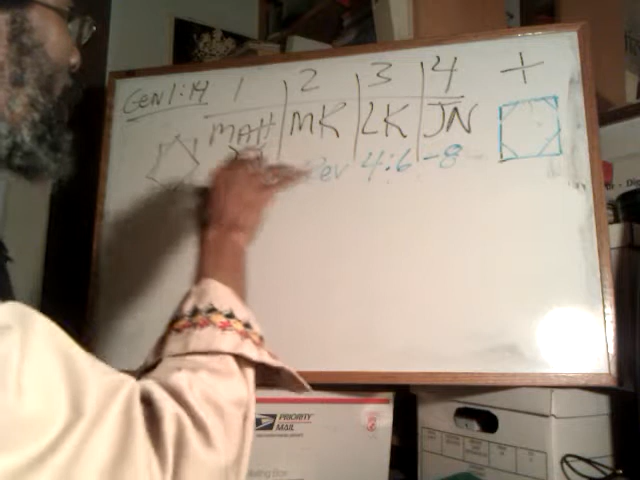 Gen 1:14 1 2 3 4 +
MATT MK LK JN
Rev 4:6-8
PRIORITY
MAIL